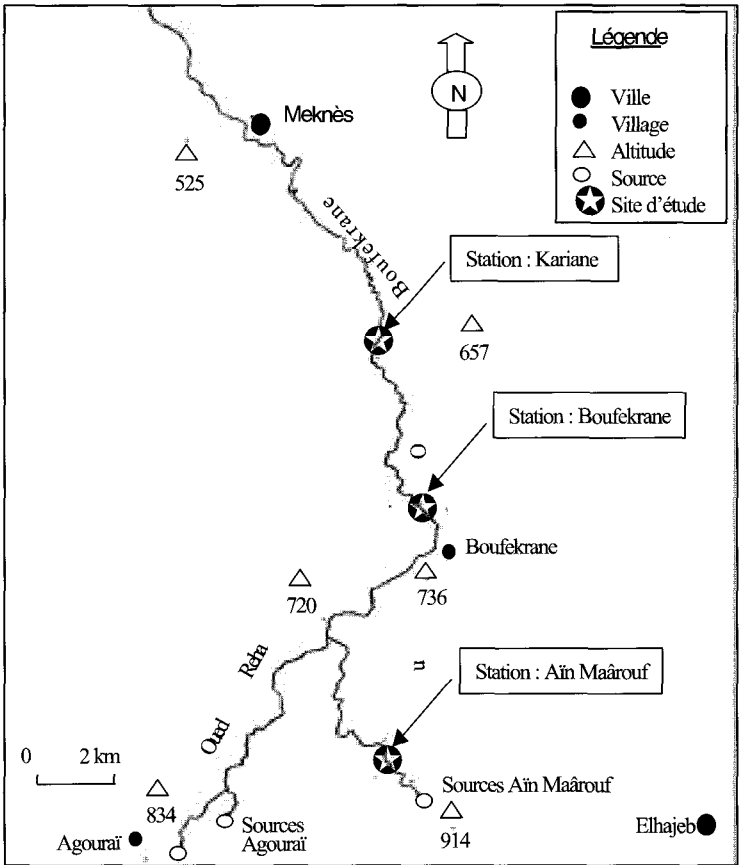 Légende
Ville
Village
Altitude
Source
Site d'étude
N
Meknès
525
Boufekrane
Station : Kariane
657
Station : Boufekrane
O
Boufekrane
720
736
n
Reha
Oued
Station : Aïn Maârouf
0 2 km
834
Sources Aïn Maârouf
Sources
Agouraï
Agouraï
914
Elhajeb